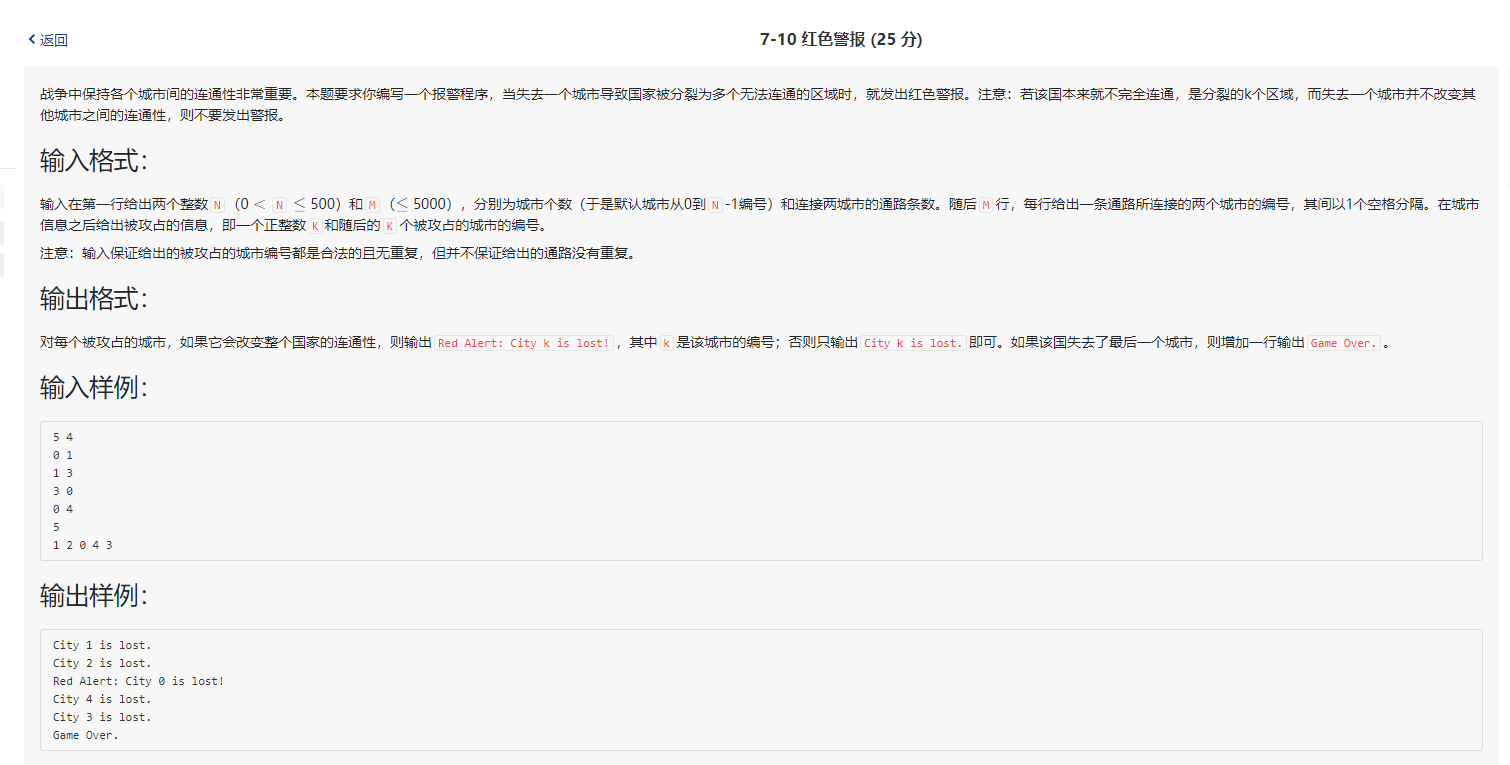 返回
7-10 红色警报 (25 分)
战争中保持各个城市间的连通性非常重要。本题要求你编写一个报警程序，当失去一个城市导致国家被分裂为多个无法连通的区域时，就发出红色警报。注意：若该国本来就不完全连通，是分裂的k个区域，而失去一个城市并不改变其
他城市之间的连通性，则不要发出警报。
输入格式：
输入在第一行给出两个整数 N（0 < N ≤ 500）和 M（≤ 5000），分别为城市个数（于是默认城市从0到 N -1编号）和连接两城市的通路条数。随后 M 行，每行给出一条通路所连接的两个城市的编号，其间以1个空格分隔。在城市
信息之后给出被攻占的信息，即一个正整数 K 和随后的 K 个被攻占的城市的编号。
注意：输入保证给出的被攻占的城市编号都是合法的且无重复，但并不保证给出的通路没有重复。
输出格式：
对每个被攻占的城市，如果它会改变整个国家的连通性，则输出 Red Alert: City k is lost!，其中 k 是该城市的编号；否则只输出 City k is lost. 即可。如果该国失去了最后一个城市，则增加一行输出 Game Over.。
输入样例：
5 4
0 1
1 3
3 0
0 4
5
1 2 0 4 3
输出样例：
City 1 is lost.
City 2 is lost.
Red Alert: City 0 is lost!
City 4 is lost.
City 3 is lost.
Game Over.